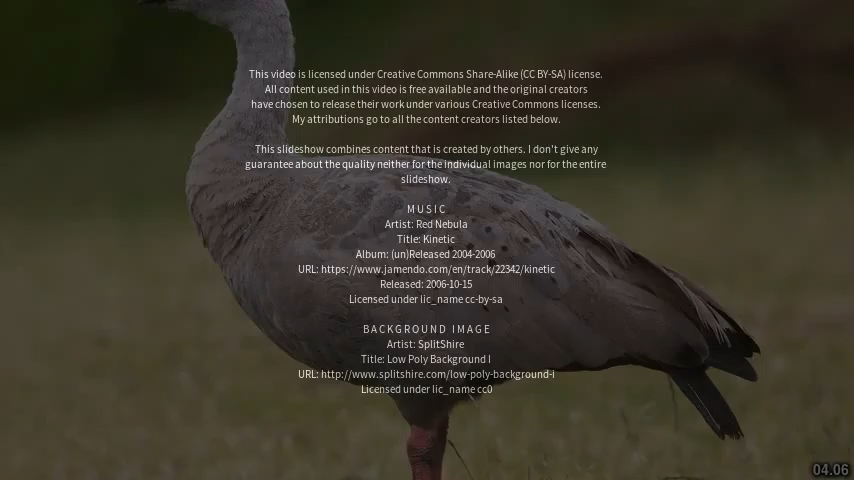 This video is licensed under Creative Commons Share-Alike (CC BY-SA) license.
All content used in this video is free available and the original creators
have chosen to release their work under various Creative Commons licenses.
My attributions go to all the content creators listed below.
This slideshow combines content that is created by others. I don't give any
guarantee about the quality neither for the individual images nor for the entire
slideshow.
MUSIC
Artist: Red Nebula
Title: Kinetic
Album: (un)Released 2004-2006
URL: https://www.jamendo.com/en/track/22342/kinetic
Released: 2006-10-15
Licensed under lic_name cc-by-sa
BACKGROUND IMAGE
Artist: SplitShire
Title: Low Poly Background I
URL: http://www.splitshire.com/low-poly-background-i
Licensed under lic_name cc0
04.06